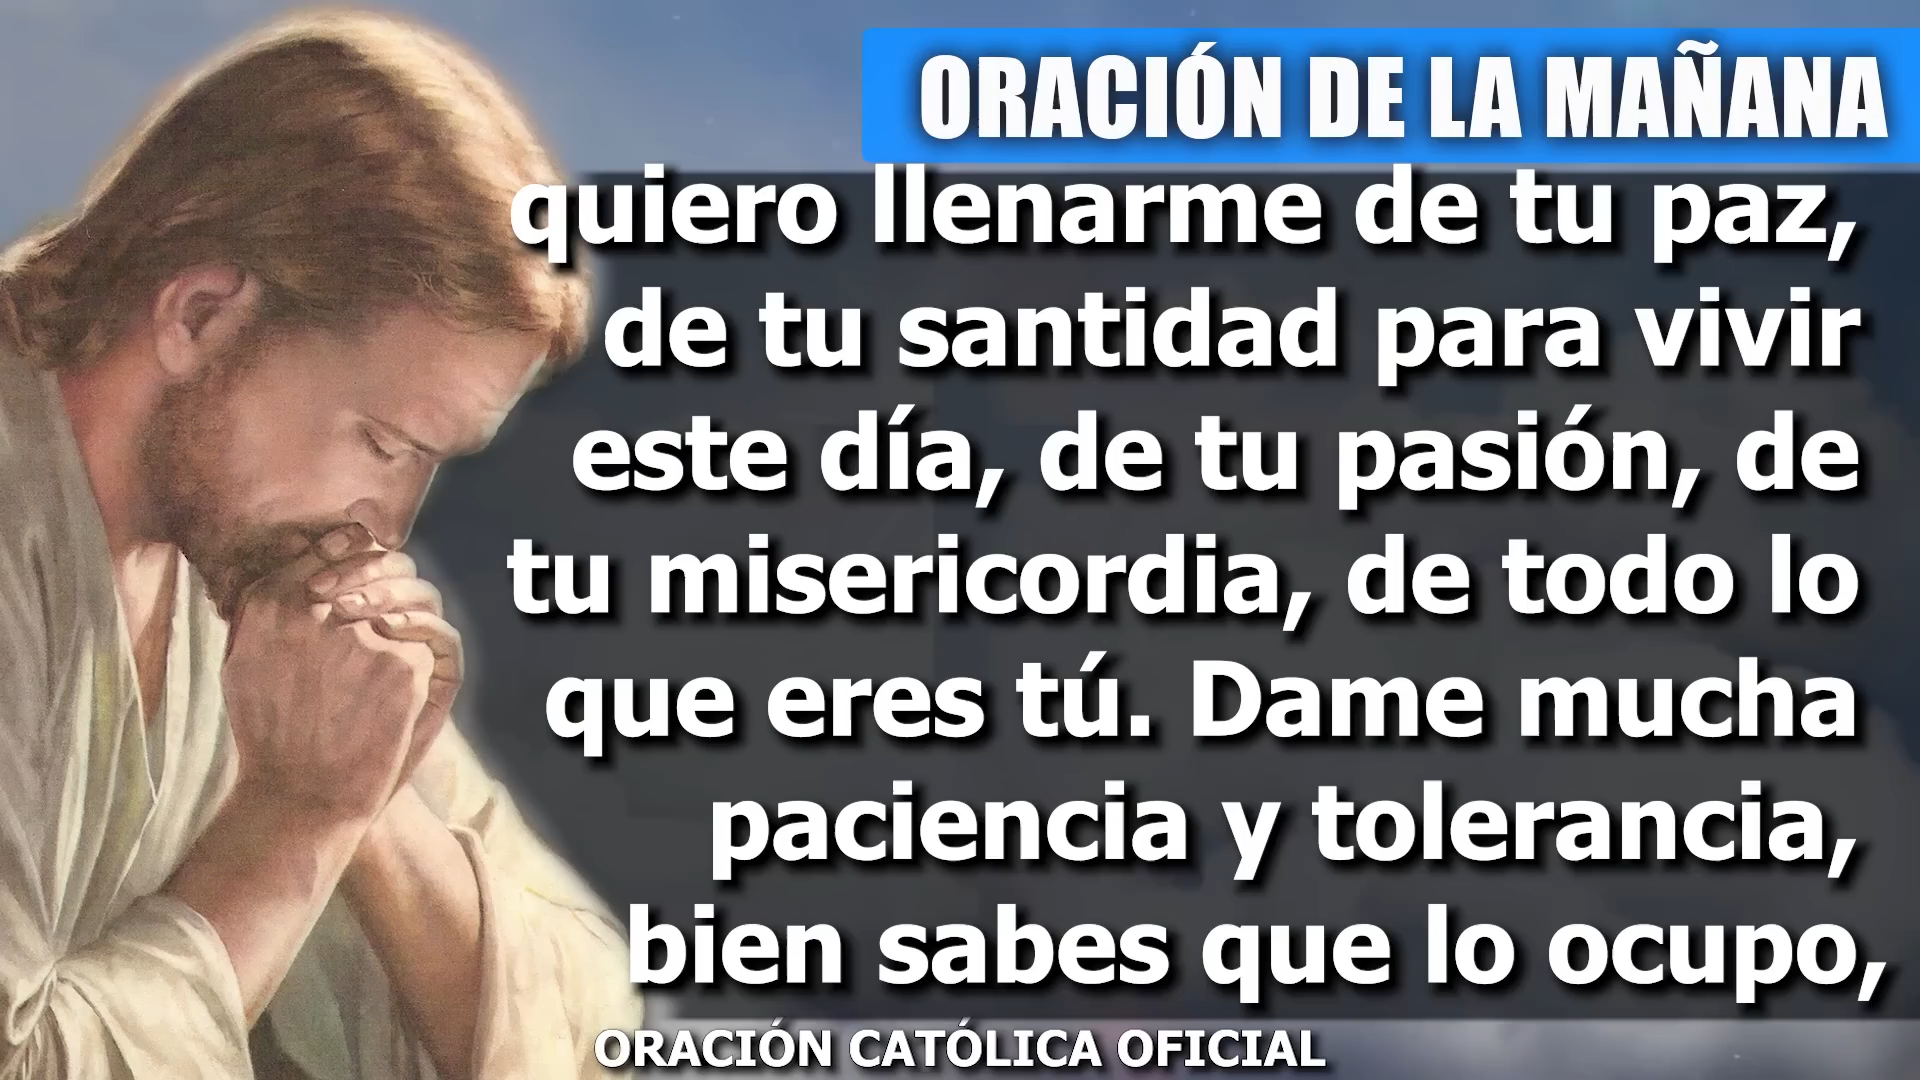 ORACIÓN DE LA MAÑANA
quiero llenarme de tu paz,
de tu santidad para vivir
este día, de tu pasión, de
tu misericordia, de todo lo
que eres tú. Dame mucha
paciencia y tolerancia,
bien sabes que lo ocupo,
ORACIÓN CATÓLICA OFICIAL